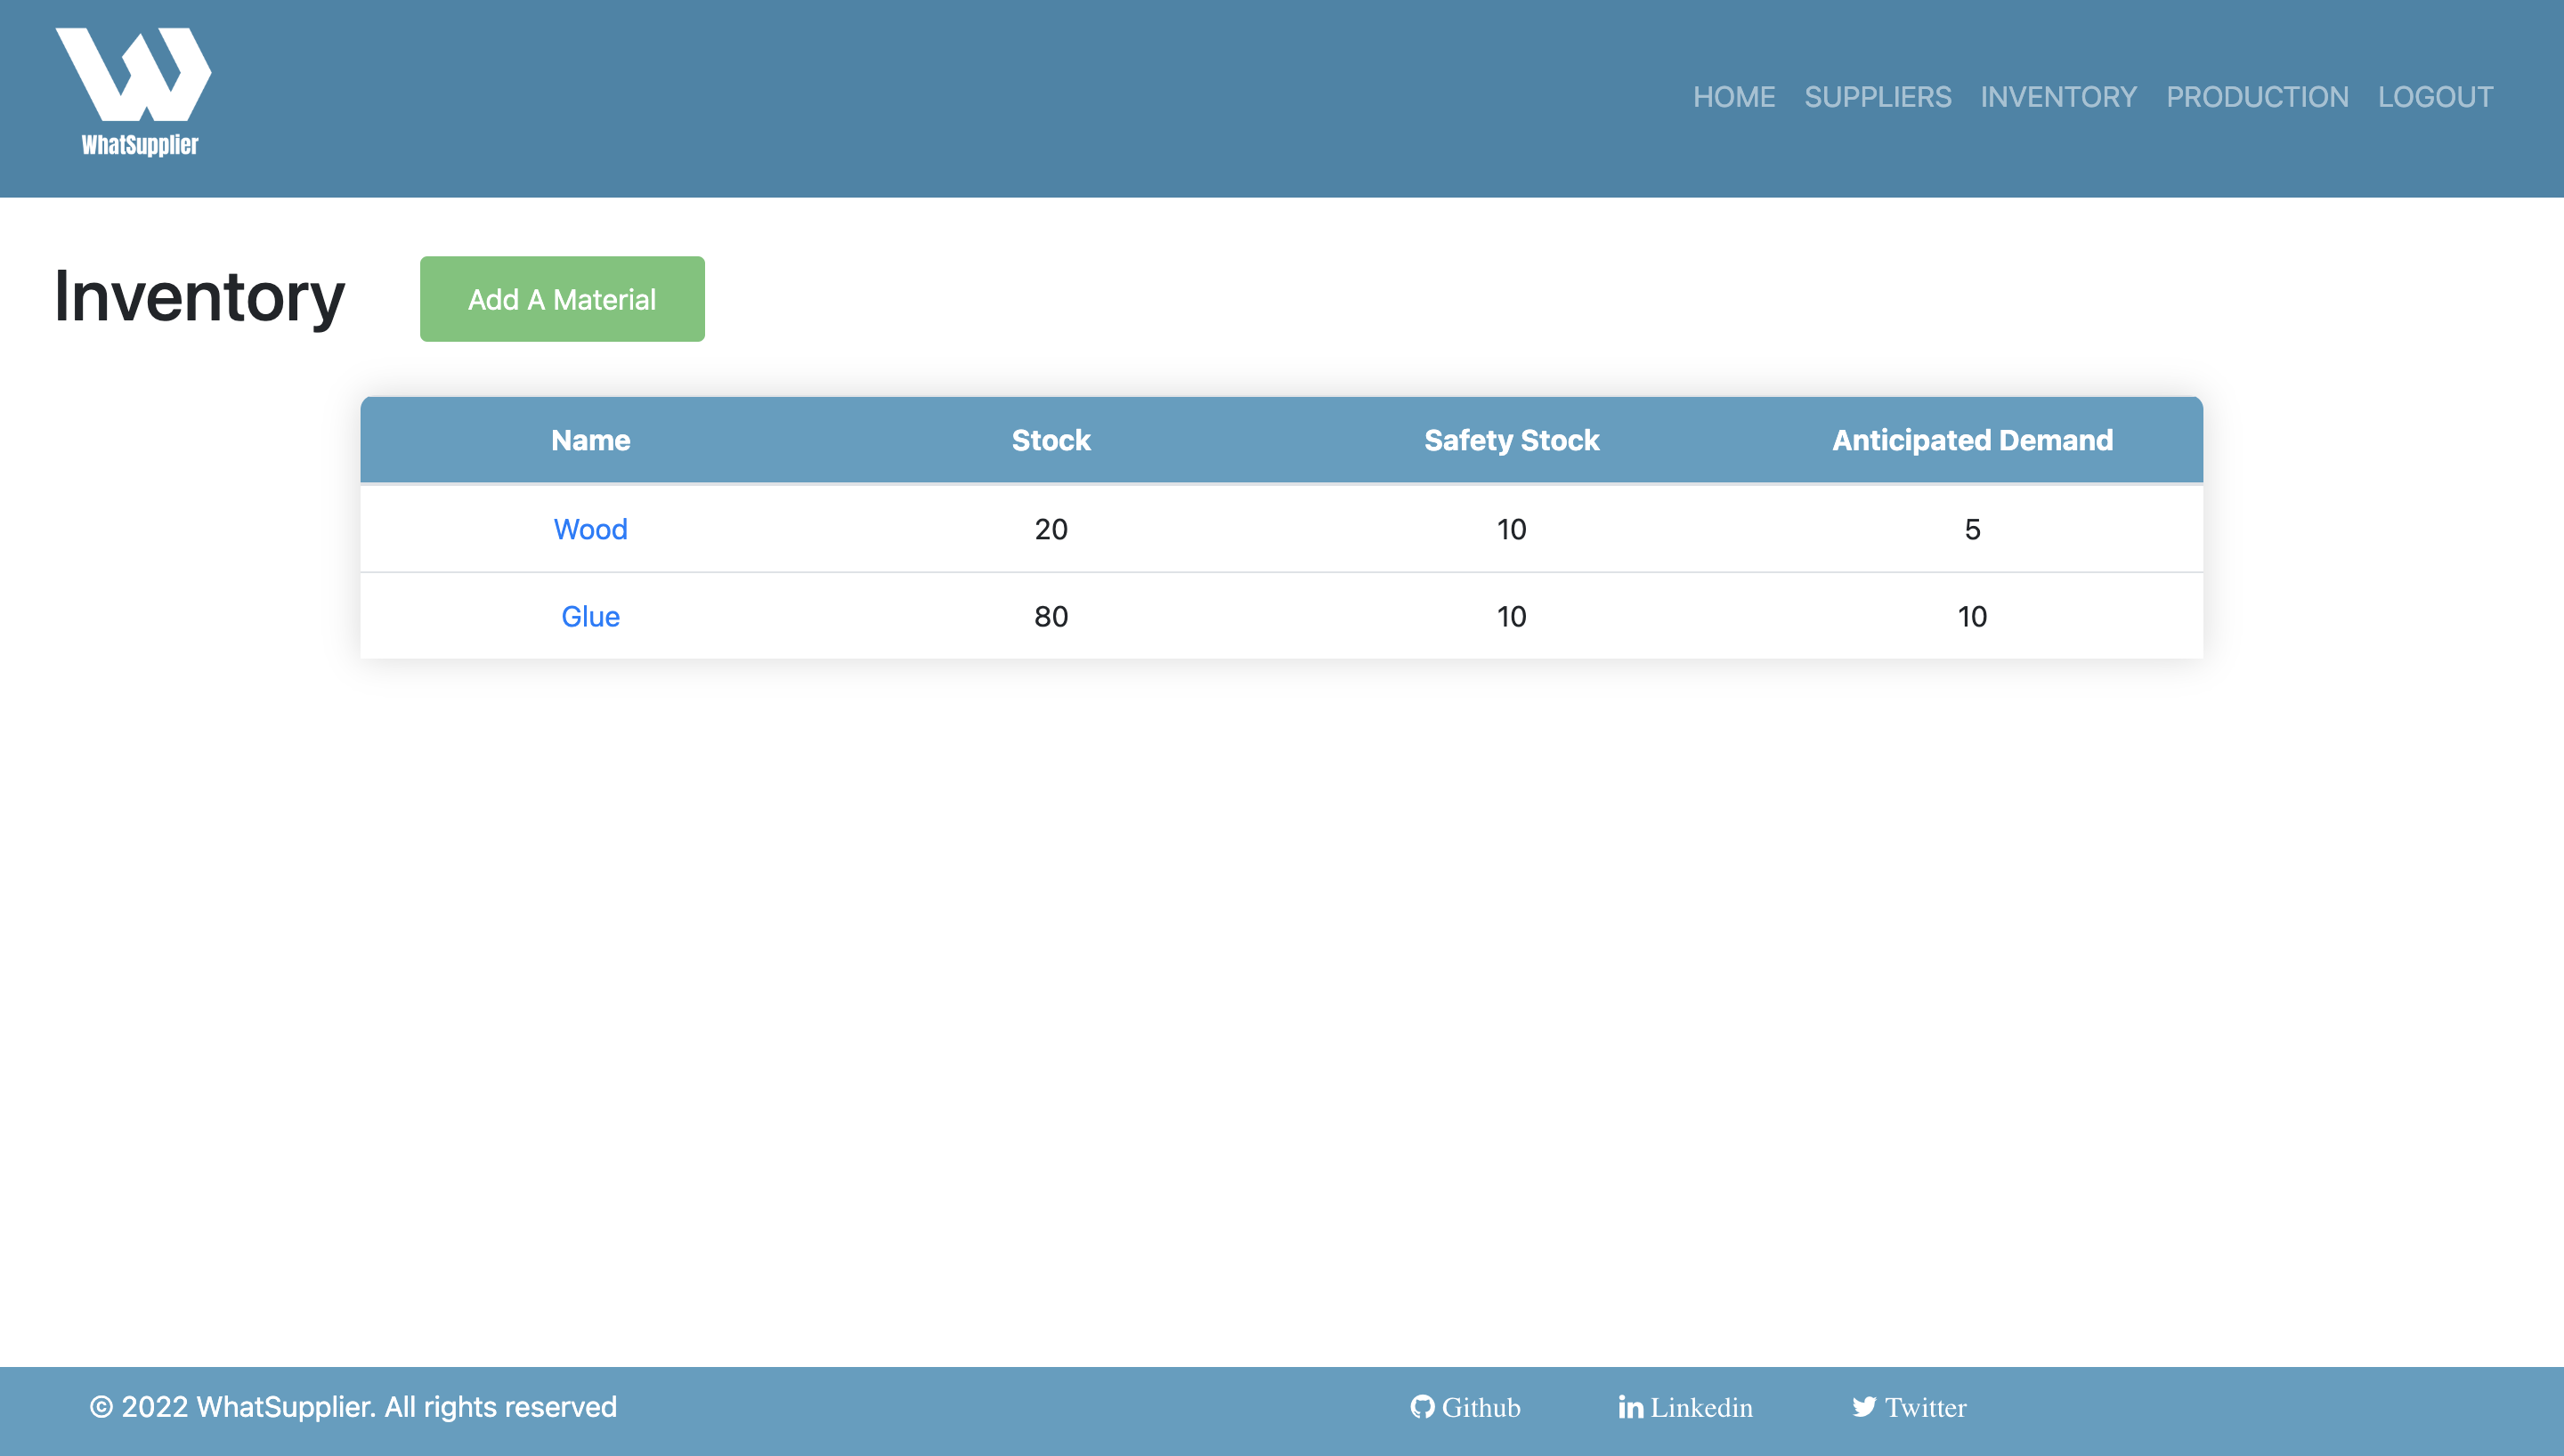 WhatSupplier
HOME SUPPLIERS INVENTORY PRODUCTION LOGOUT
Inventory
Add A Material
Name Stock Safety Stock Anticipated Demand
Wood 20 10 5
Glue 80 10 10
© 2022 WhatSupplier. All rights reserved Github Linkedin Twitter